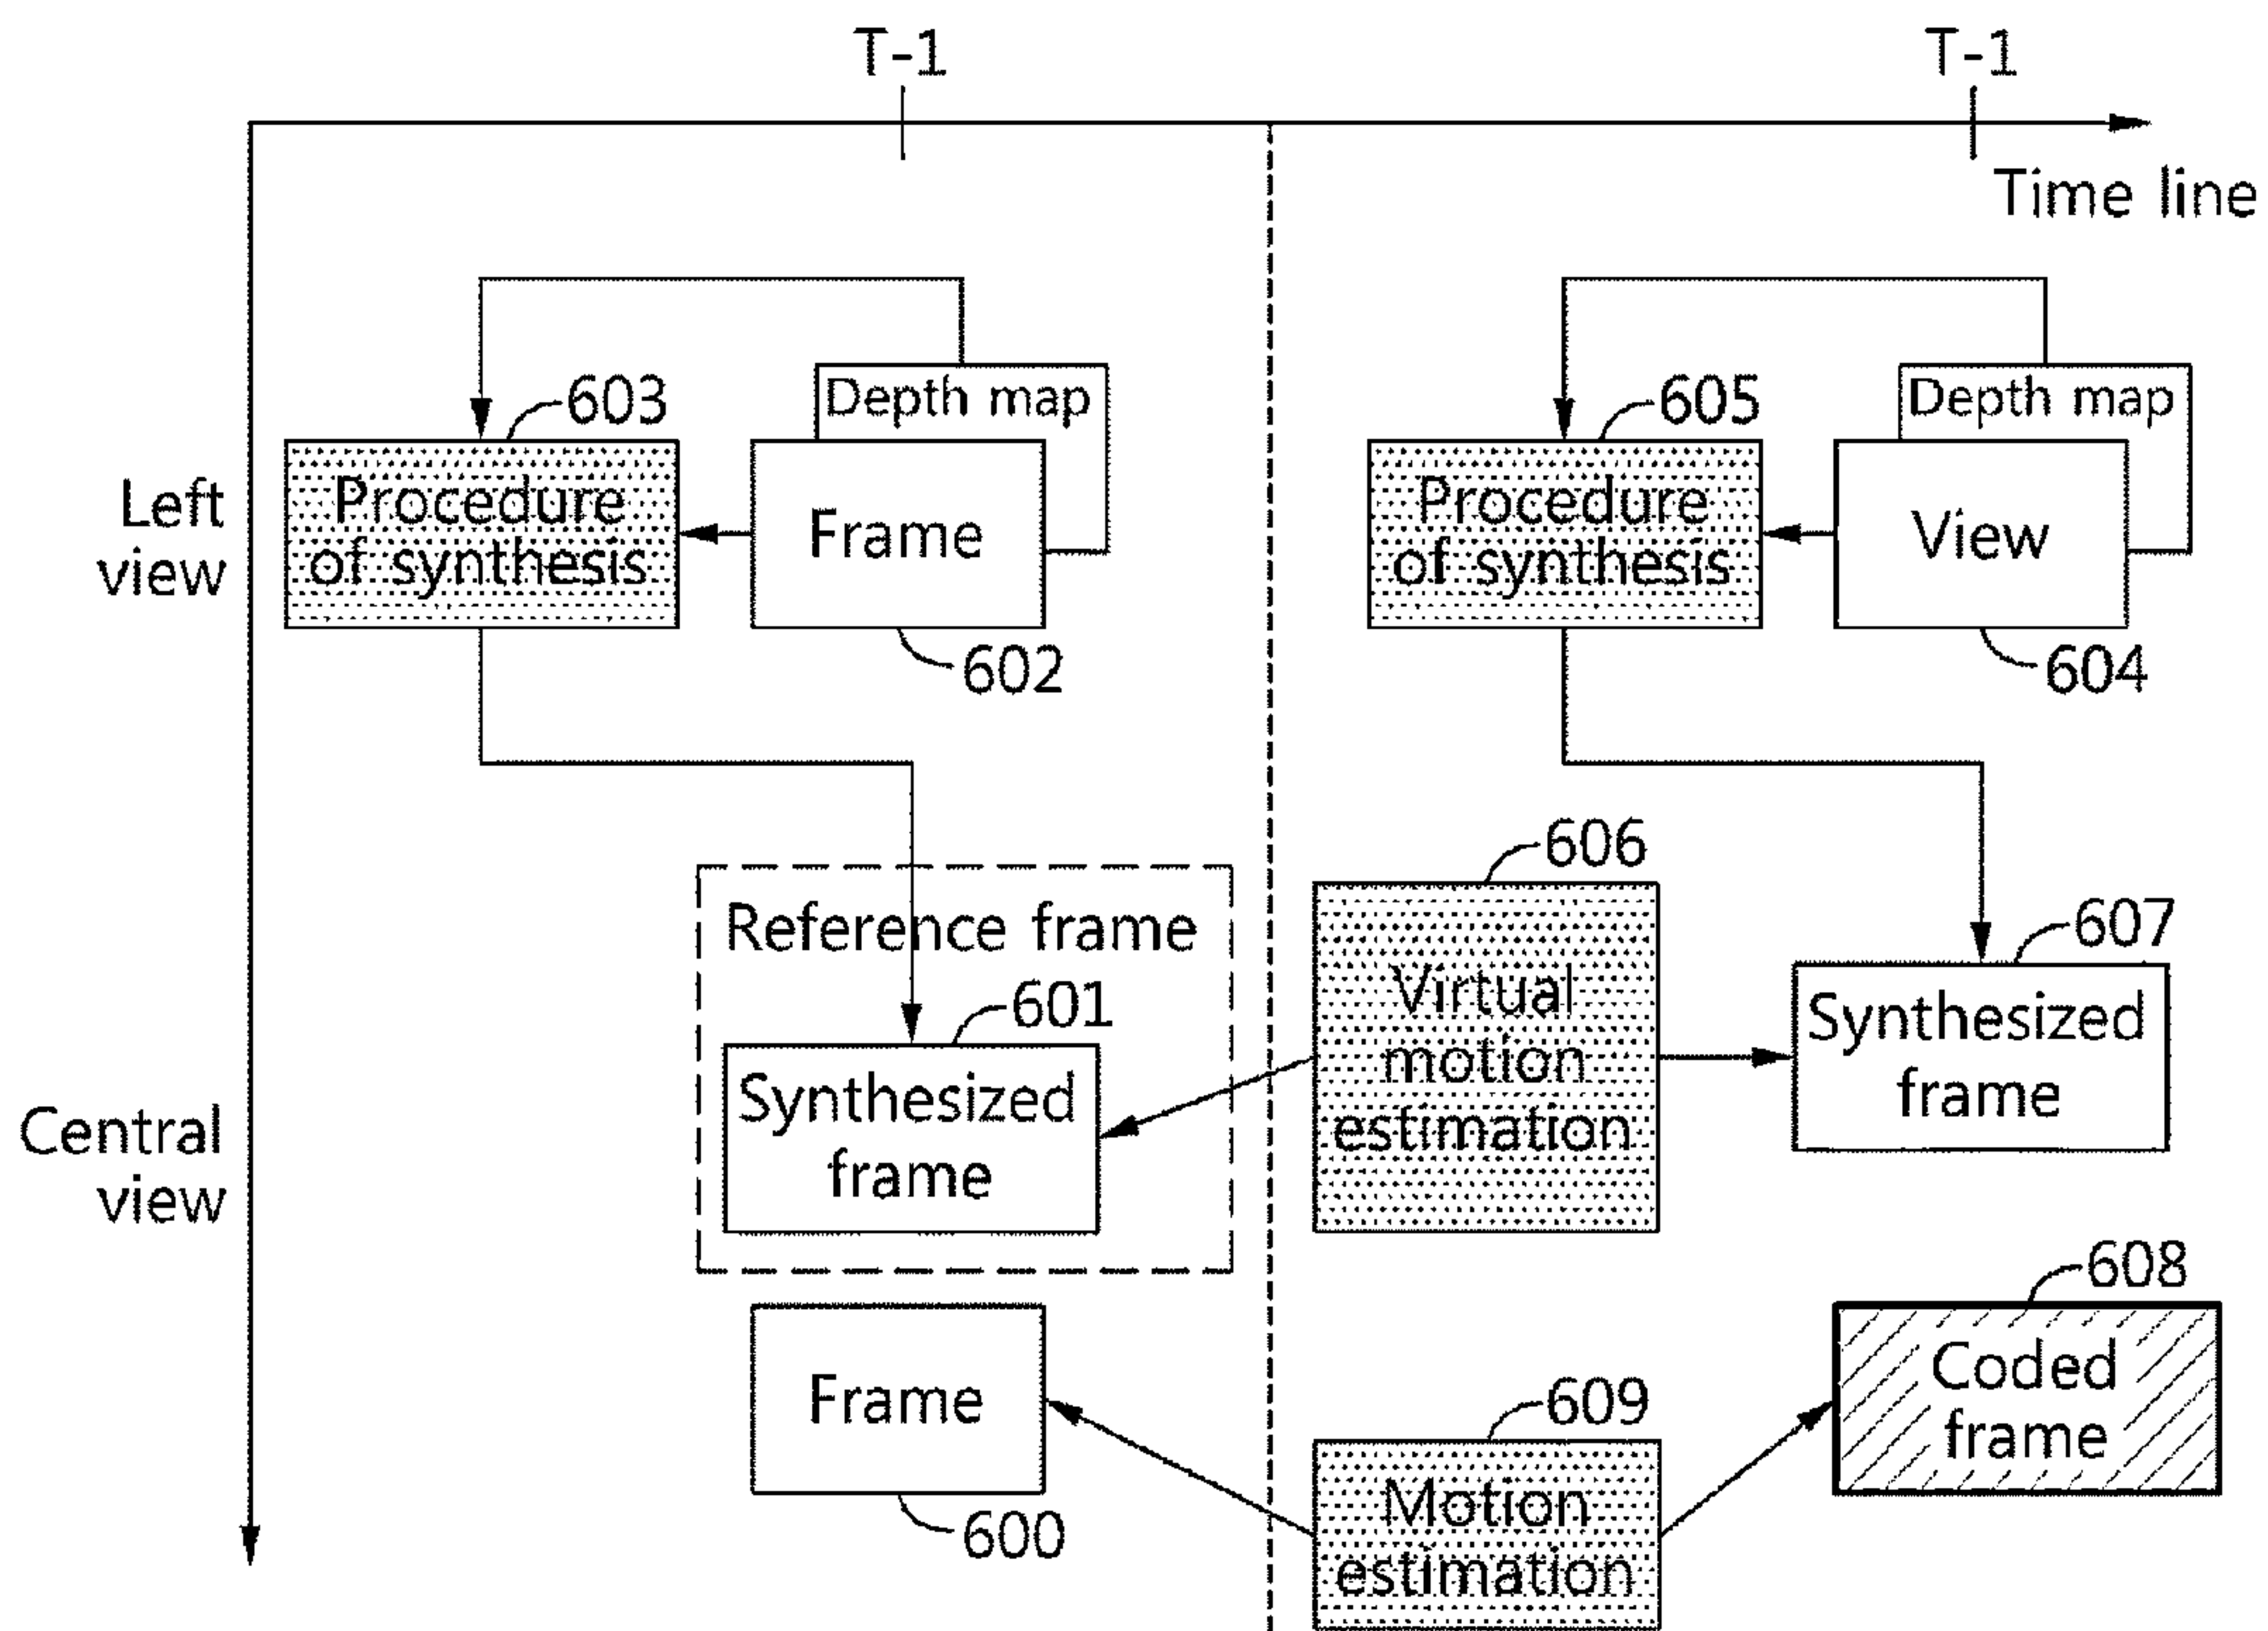 T-1
T-1
Time line
Depth map
Depth map
603
605
Left
view
Procedure
of synthesis
Frame
Procedure
of synthesis
View
602
604
606
607
Reference frame
601
Synthesized
frame
Virtual
motion
estimation
Synthesized
frame
Central
view
608
Frame
Coded
frame
609
600
Motion
estimation